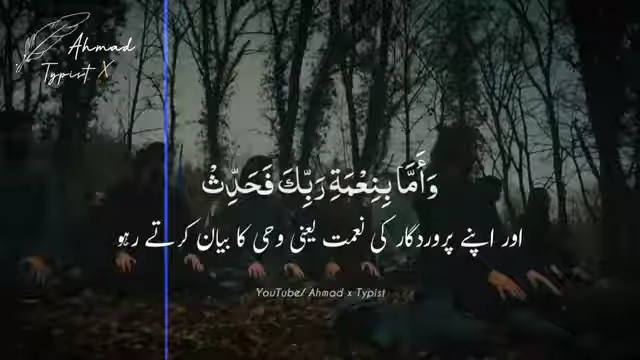 Ahmad
Typist X
وَأَمَّا بِنِعْمَةِ رَبِّكَ فَحَدِّثْ
اور اپنے پروردگار کی نعمت یعنی وحی کا بیان کرتے رہو
YouTube/ Ahmad x Typist